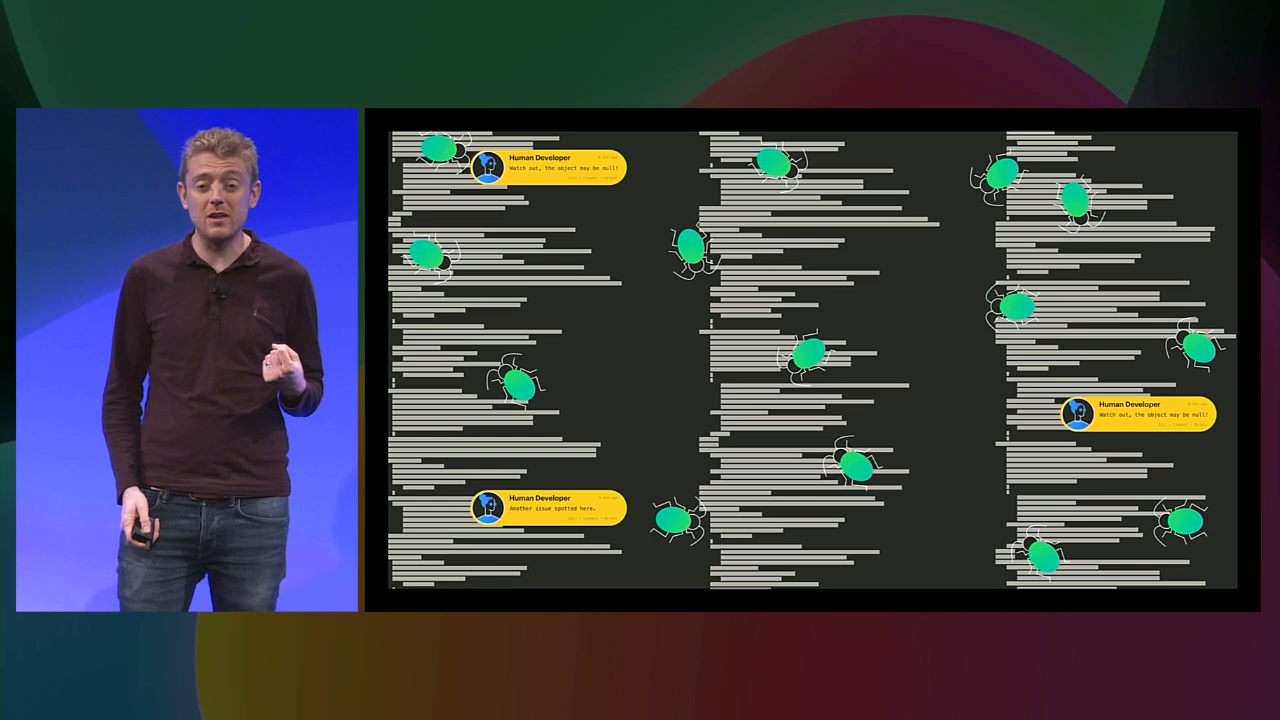 Human Developer
Watch out, the object may be null!
Human Developer
Another issue spotted here.
Human Developer
Watch out, the object may be null!